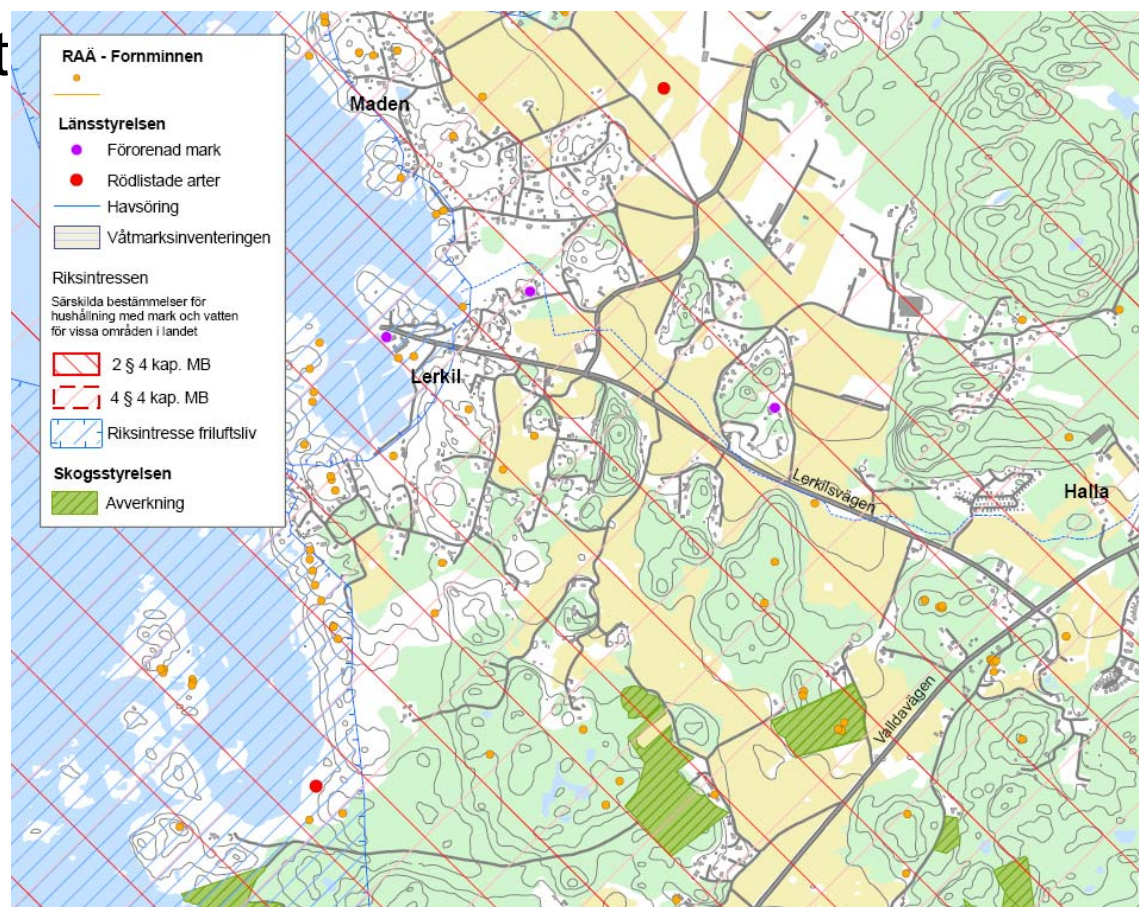 t
RAÄ - Fornminnen
Länsstyrelsen
Förorenad mark
Rödlistade arter
Havsöring
Våtmarksinventeringen
Riksintressen
Särskilda bestämmelser för
hushållning med mark och vatten
för vissa områden i landet
2 § 4 kap. MB
4 § 4 kap. MB
Riksintresse friluftsliv
Skogsstyrelsen
Avverkning
Maden
Lerkil
Lerkilsvägen
Halla
Valldavägen